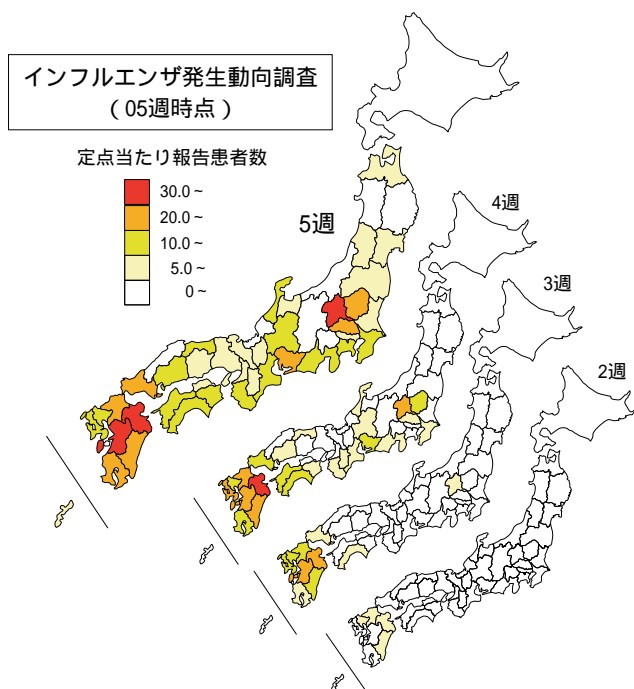 インフルエンザ発生動向調査
（05週時点）
定点当たり報告患者数
30.0~
20.0~
10.0~
5.0~
0~
5週
4週
3週
2週